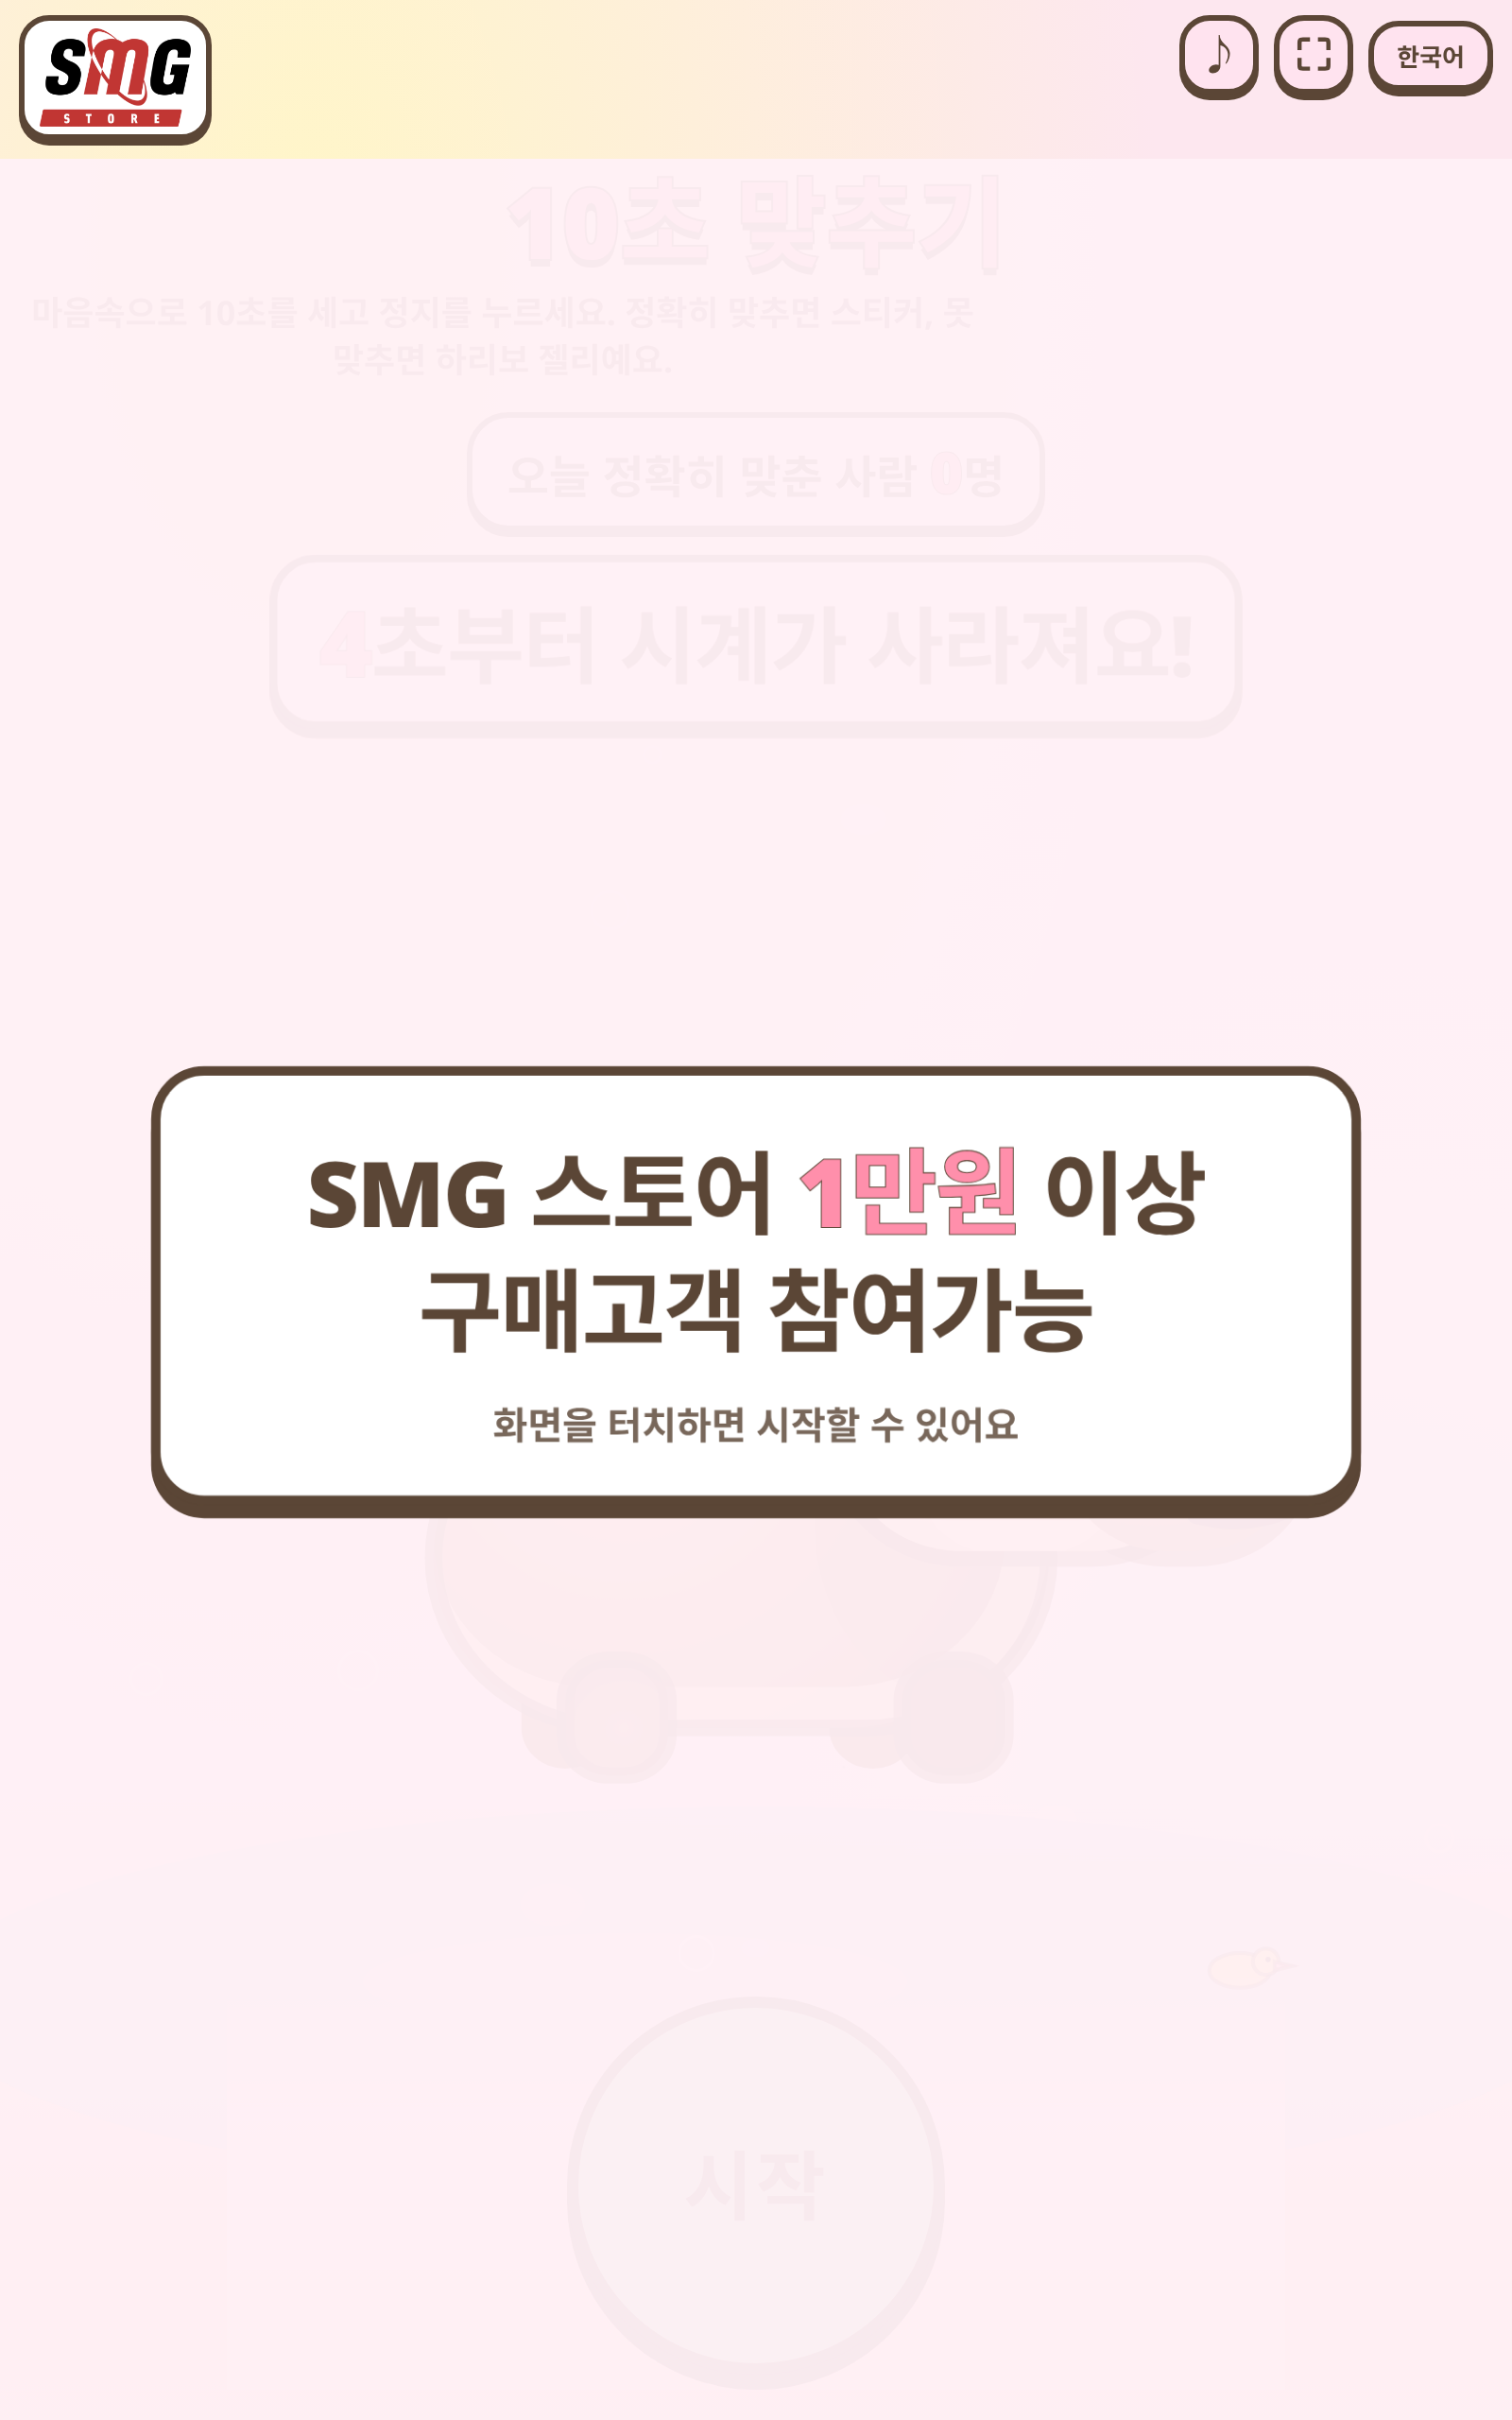 SMG
STORE
♪
한국어
10초 맞추기
마음속으로 10초를 세고 정지를 누르세요. 정확히 맞추면 스티커, 못
맞추면 하리보 젤리예요.
오늘 정확히 맞춘 사람 0명
4초부터 시계가 사라져요!
SMG 스토어 1만원 이상
구매고객 참여가능
화면을 터치하면 시작할 수 있어요
시작